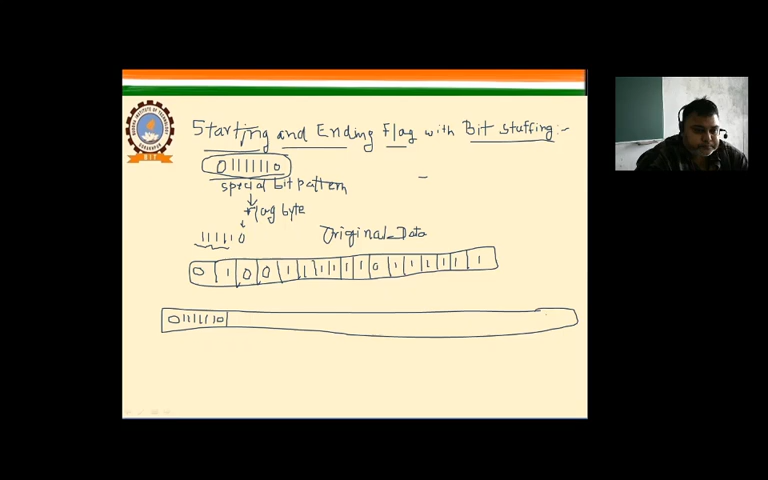 Starting and Ending Flag with Bit stuffing :-
01111110
special bit pattern
flag byte
111110
Original Data
0 1 0 0 1 1 1 1 1 1 0 1 1 1 1 1 1
01111110
BIT